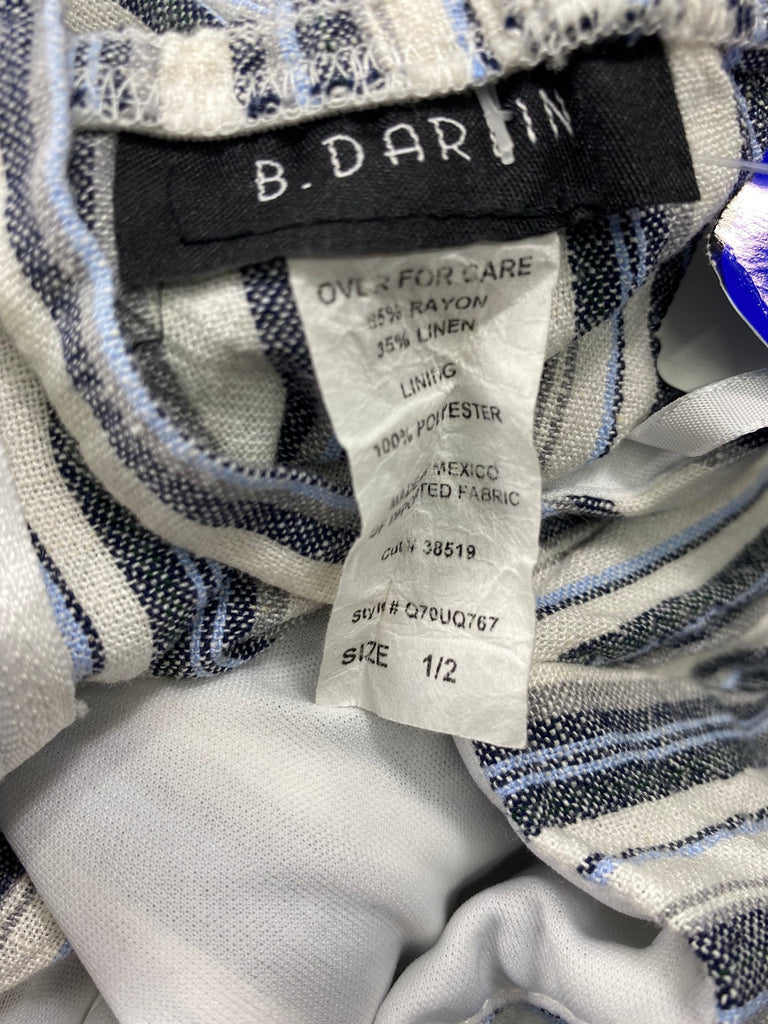 B. DARLIN
OVER FOR CARE
65% RAYON
35% LINEN
LINING
100% POLYESTER
MADE MEXICO
OF IMPORTED FABRIC
Cut # 38519
Style # Q70UQ767
SIZE 1/2